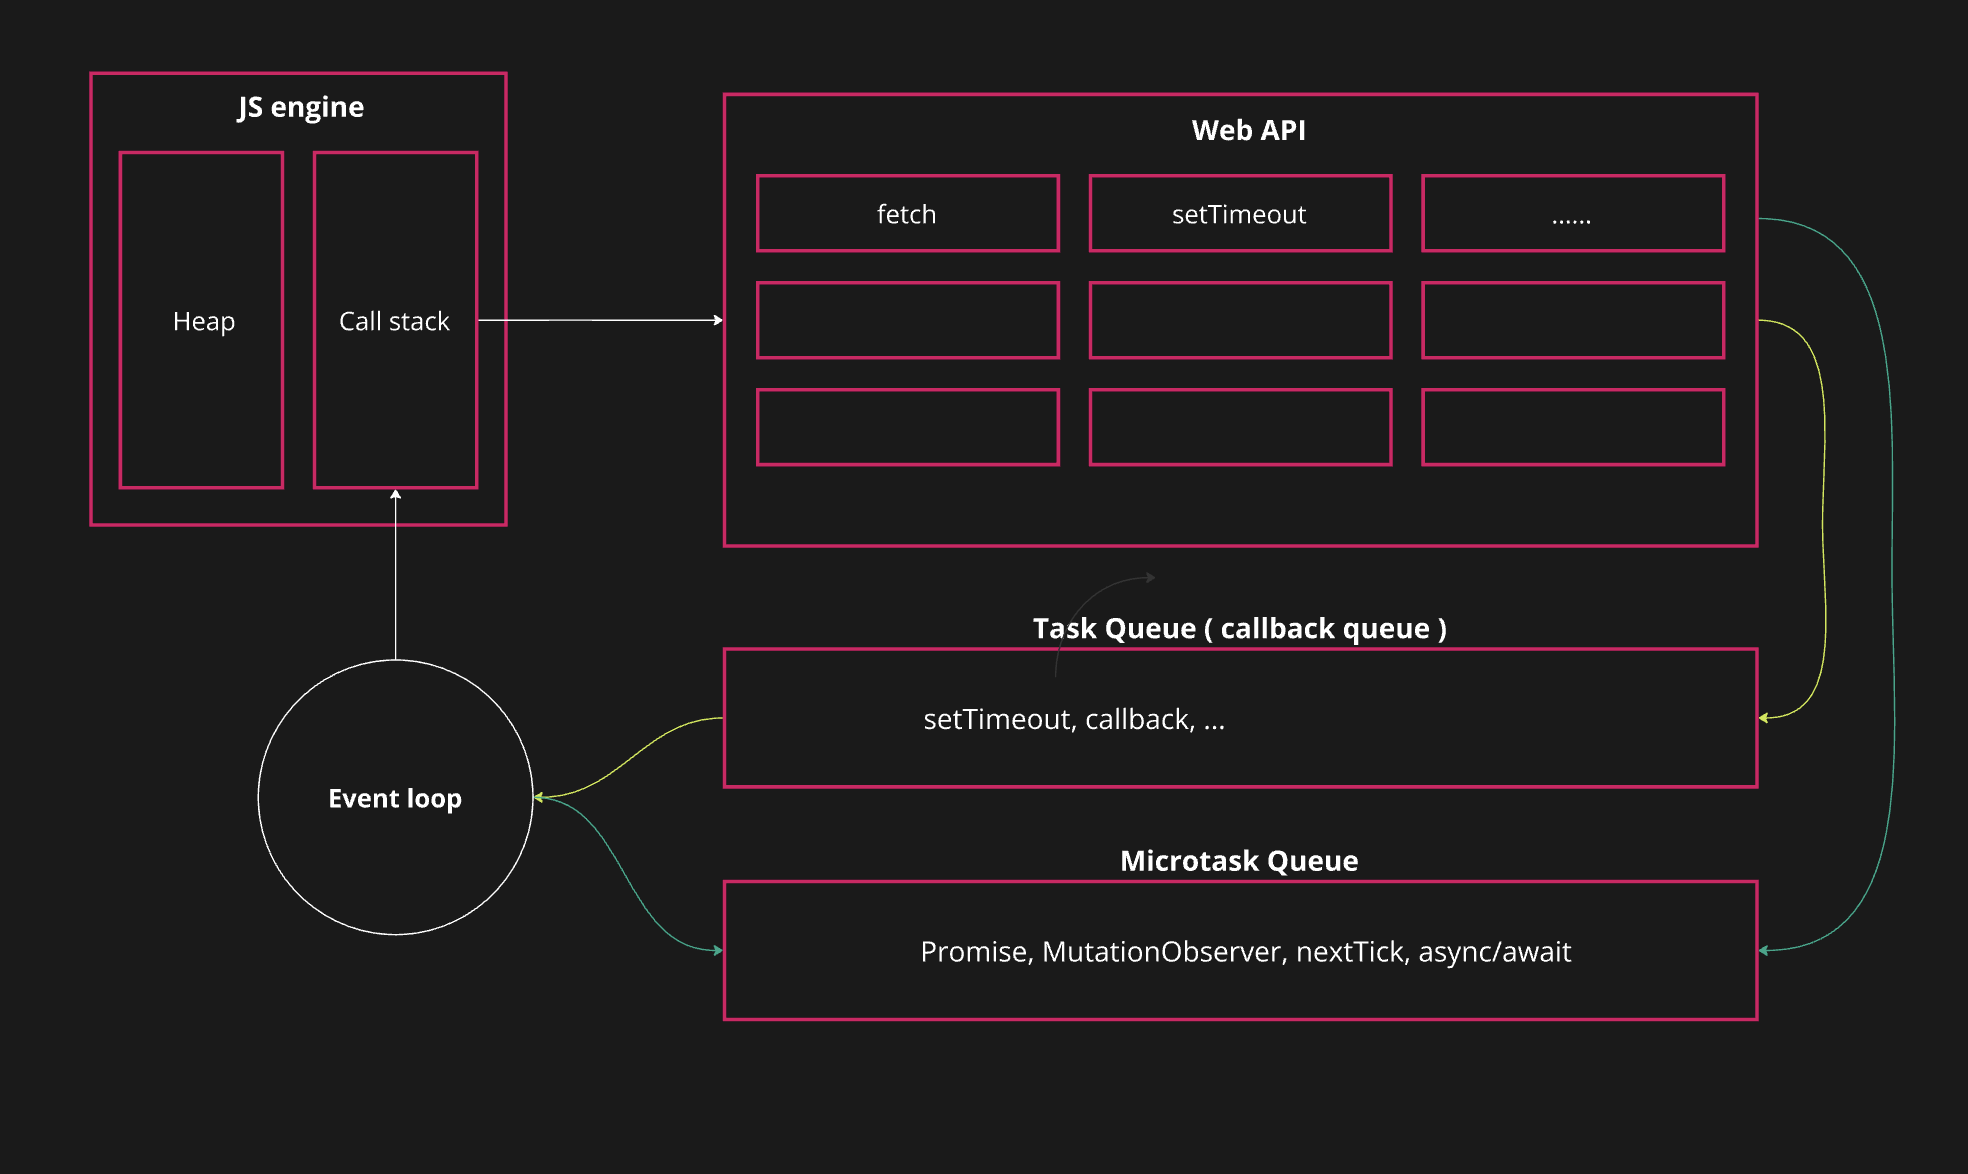 JS engine
Heap
Call stack
Web API
fetch
setTimeout
......
Task Queue ( callback queue )
setTimeout, callback, ...
Event loop
Microtask Queue
Promise, MutationObserver, nextTick, async/await